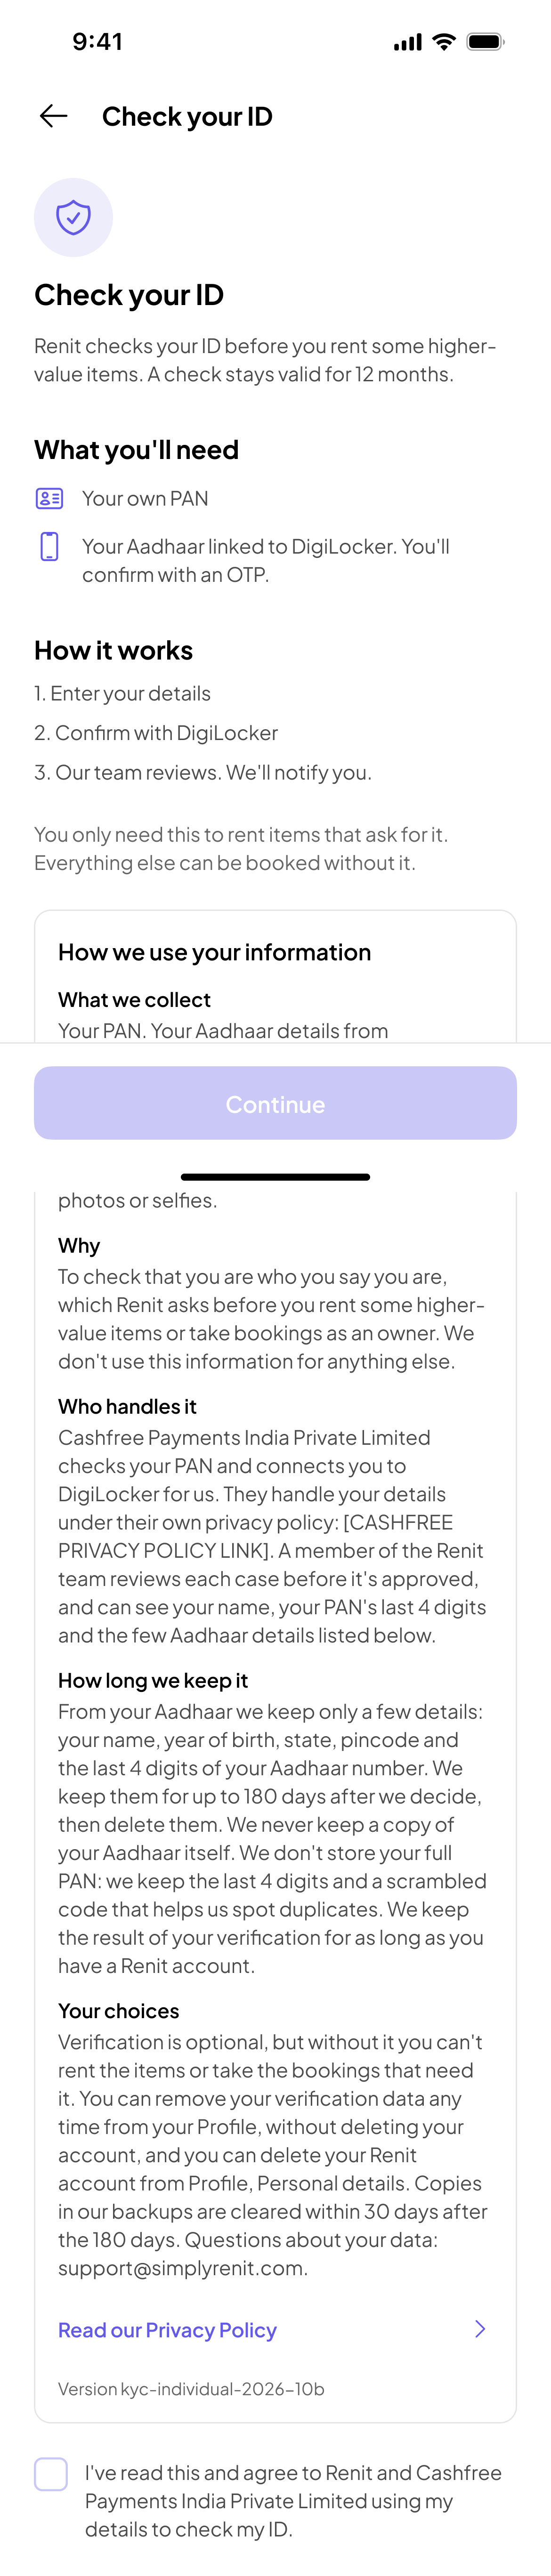 9:41
Check your ID
Check your ID
Renit checks your ID before you rent some higher-
value items. A check stays valid for 12 months.
What you'll need
Your own PAN
Your Aadhaar linked to DigiLocker. You'll
confirm with an OTP.
How it works
1. Enter your details
2. Confirm with DigiLocker
3. Our team reviews. We'll notify you.
You only need this to rent items that ask for it.
Everything else can be booked without it.
How we use your information
What we collect
Your PAN. Your Aadhaar details from
Continue
photos or selfies.
Why
To check that you are who you say you are,
which Renit asks before you rent some higher-
value items or take bookings as an owner. We
don't use this information for anything else.
Who handles it
Cashfree Payments India Private Limited
checks your PAN and connects you to
DigiLocker for us. They handle your details
under their own privacy policy: [CASHFREE
PRIVACY POLICY LINK]. A member of the Renit
team reviews each case before it's approved,
and can see your name, your PAN's last 4 digits
and the few Aadhaar details listed below.
How long we keep it
From your Aadhaar we keep only a few details:
your name, year of birth, state, pincode and
the last 4 digits of your Aadhaar number. We
keep them for up to 180 days after we decide,
then delete them. We never keep a copy of
your Aadhaar itself. We don't store your full
PAN: we keep the last 4 digits and a scrambled
code that helps us spot duplicates. We keep
the result of your verification for as long as you
have a Renit account.
Your choices
Verification is optional, but without it you can't
rent the items or take the bookings that need
it. You can remove your verification data any
time from your Profile, without deleting your
account, and you can delete your Renit
account from Profile, Personal details. Copies
in our backups are cleared within 30 days after
the 180 days. Questions about your data:
support@simplyrenit.com.
Read our Privacy Policy
Version kyc-individual-2026-10b
I've read this and agree to Renit and Cashfree
Payments India Private Limited using my
details to check my ID.